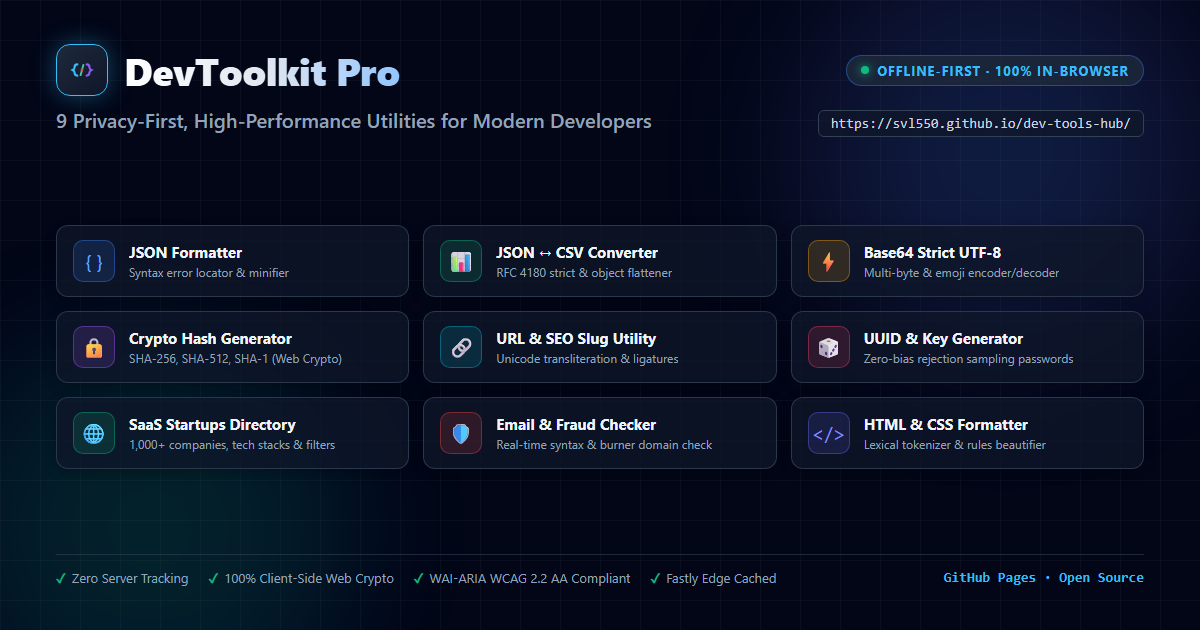 {/}
DevToolkit Pro
OFFLINE-FIRST · 100% IN-BROWSER
9 Privacy-First, High-Performance Utilities for Modern Developers
https://svl550.github.io/dev-tools-hub/
{ }
JSON Formatter
Syntax error locator & minifier
JSON ↔ CSV Converter
RFC 4180 strict & object flattener
Base64 Strict UTF-8
Multi-byte & emoji encoder/decoder
Crypto Hash Generator
SHA-256, SHA-512, SHA-1 (Web Crypto)
URL & SEO Slug Utility
Unicode transliteration & ligatures
UUID & Key Generator
Zero-bias rejection sampling passwords
SaaS Startups Directory
1,000+ companies, tech stacks & filters
Email & Fraud Checker
Real-time syntax & burner domain check
</>
HTML & CSS Formatter
Lexical tokenizer & rules beautifier
✓ Zero Server Tracking
✓ 100% Client-Side Web Crypto
✓ WAI-ARIA WCAG 2.2 AA Compliant
✓ Fastly Edge Cached
GitHub Pages · Open Source